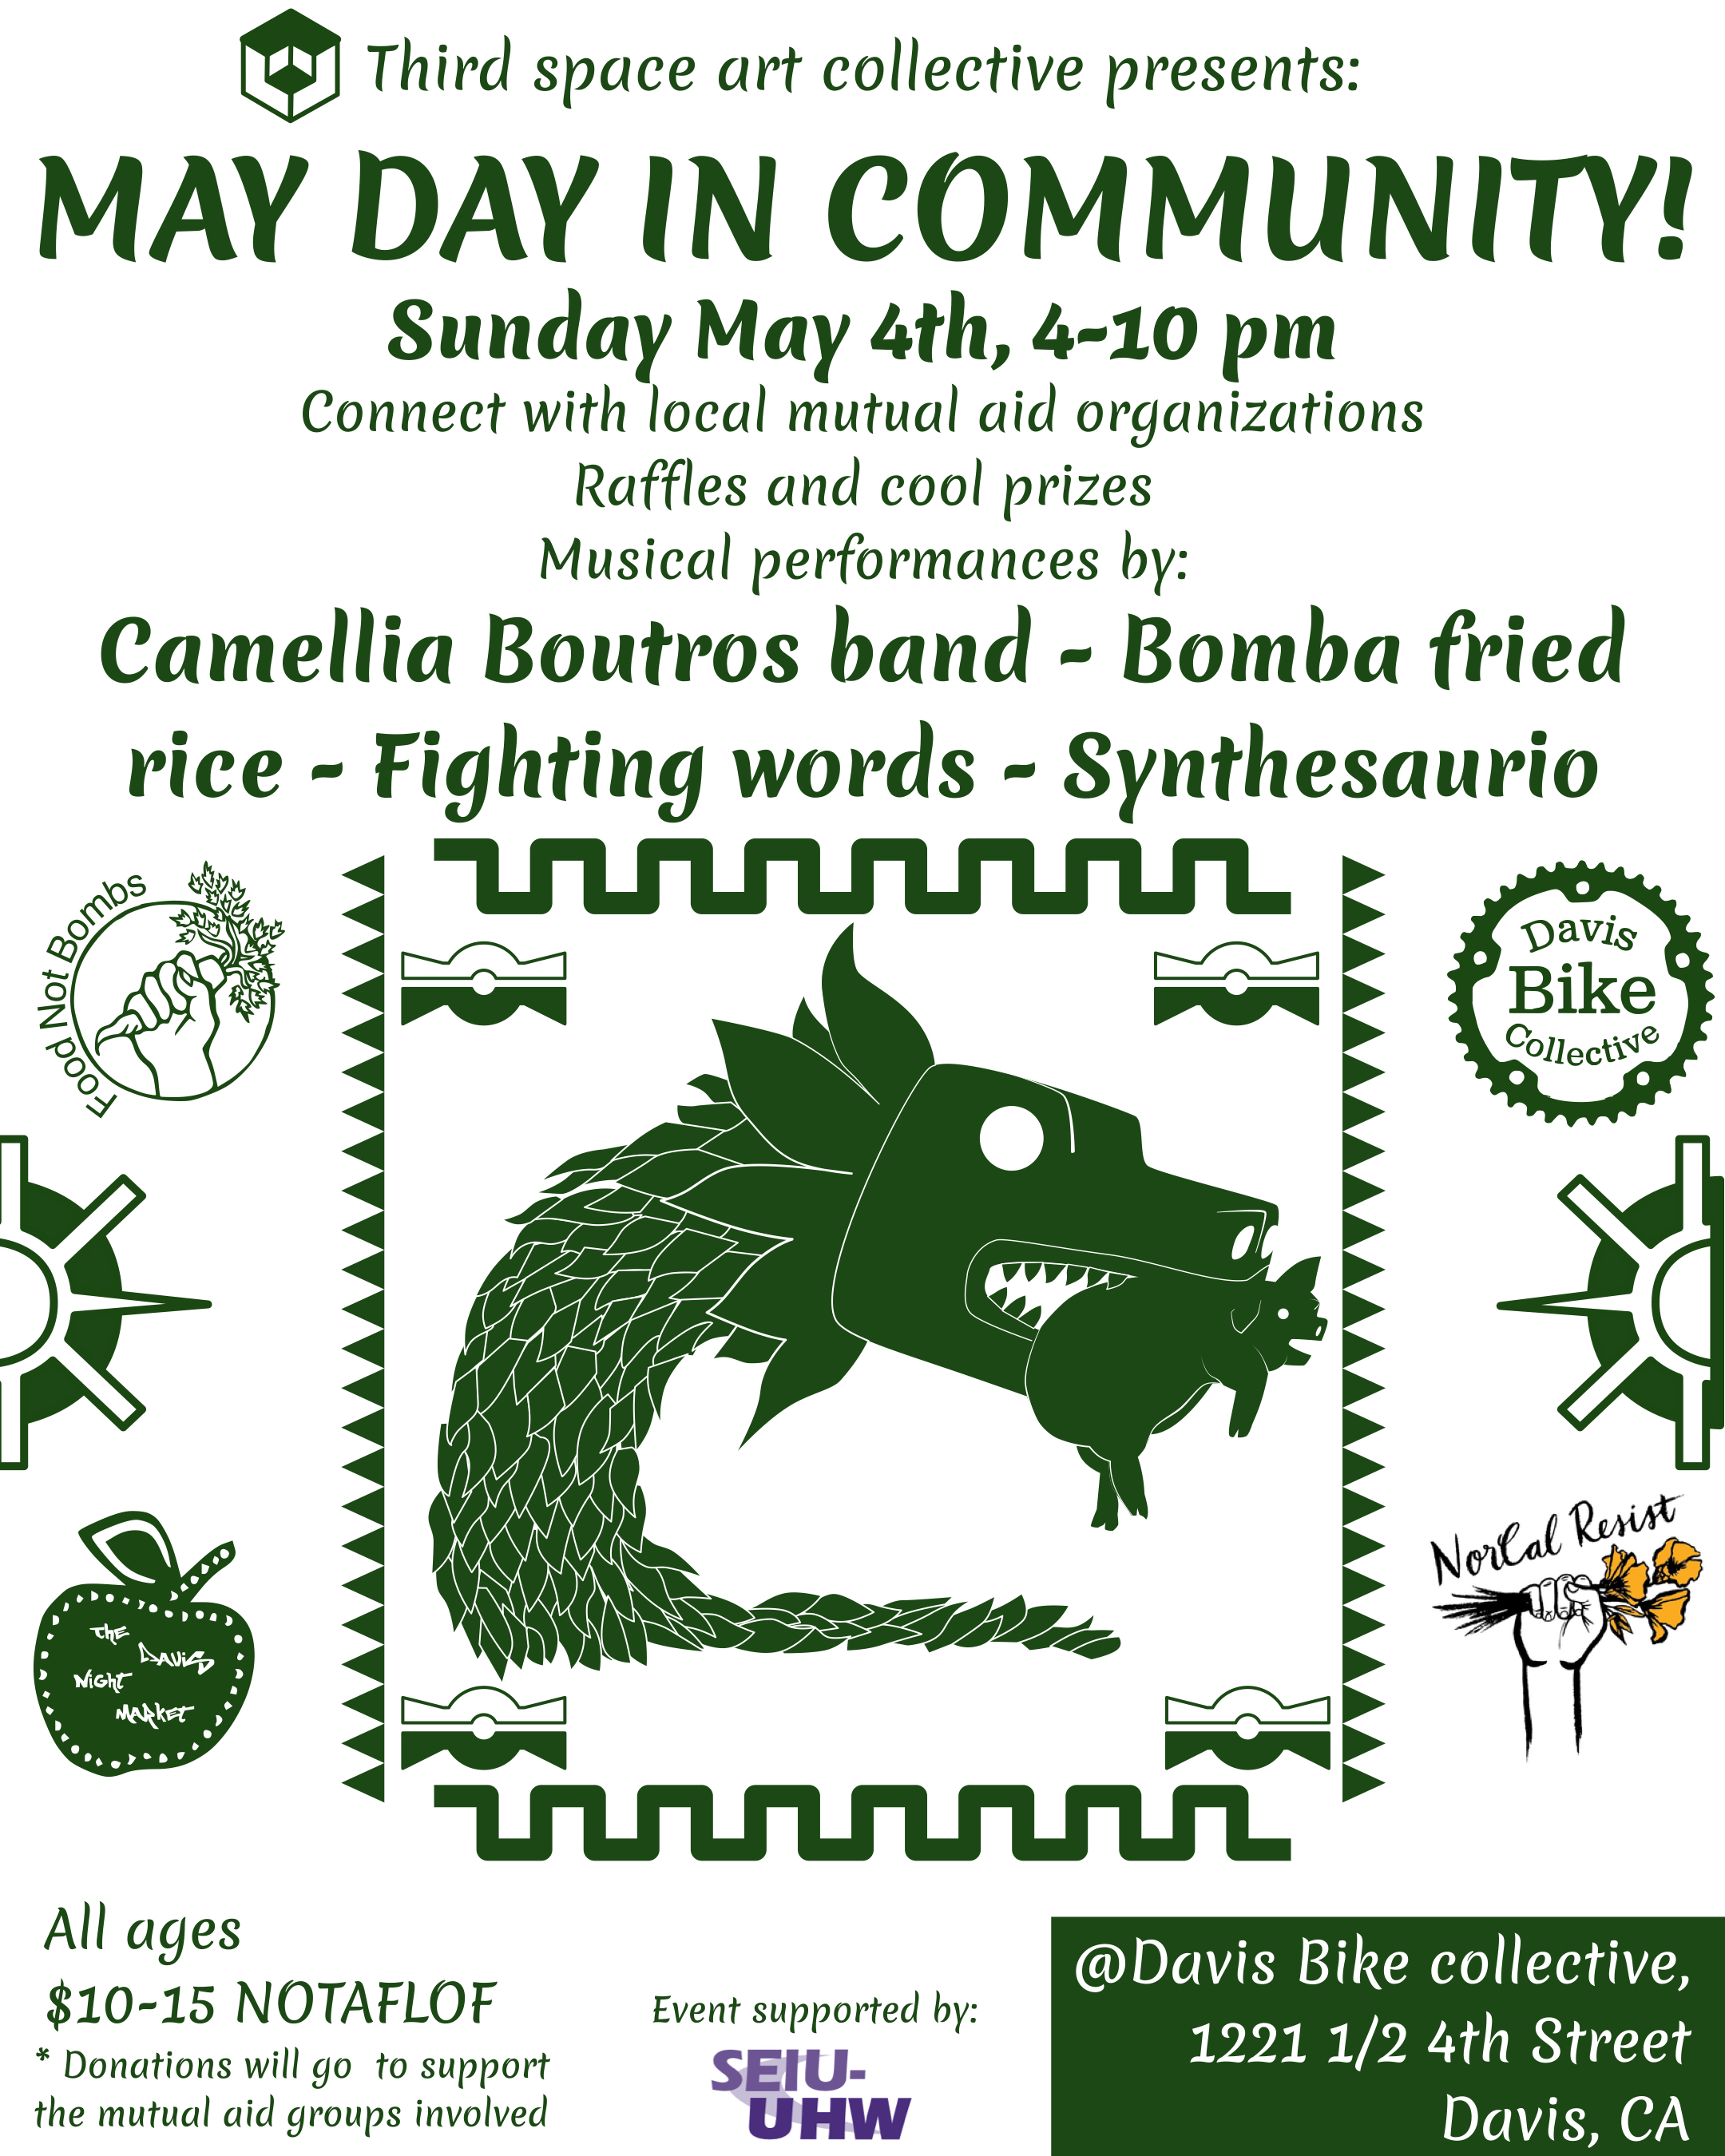 Third space art collective presents:
MAY DAY IN COMMUNITY!
Sunday May 4th, 4-10 pm
Connect with local mutual aid organizations
Raffles and cool prizes
Musical performances by:
Camellia Boutros band - Bomba fried
rice - Fighting words - Synthesaurio
Food Not Bombs
Davis
Bike
Collective
The
Davis
Night
Market
NorCal Resist
All ages
$10-15 NOTAFLOF
* Donations will go to support
the mutual aid groups involved
Event supported by:
SEIU-
UHW
@Davis Bike collective,
1221 1/2 4th Street
Davis, CA